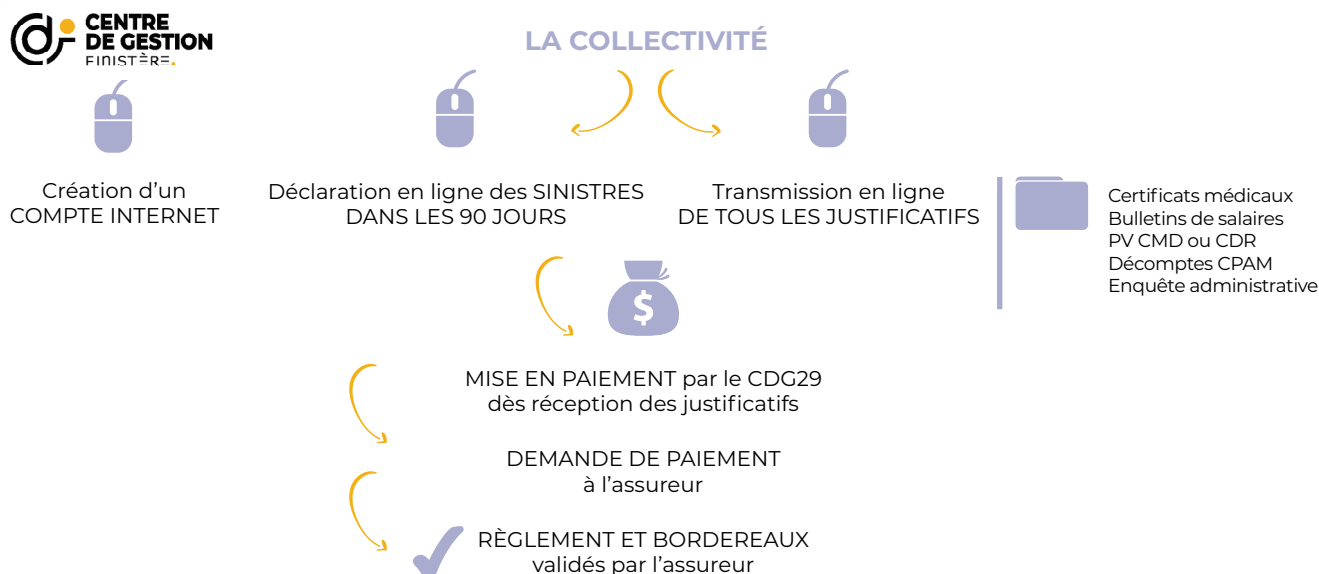 CENTRE
DE GESTION
FINISTÈRE.
LA COLLECTIVITÉ
Création d'un
COMPTE INTERNET
Déclaration en ligne des SINISTRES
DANS LES 90 JOURS
Transmission en ligne
DE TOUS LES JUSTIFICATIFS
Certificats médicaux
Bulletins de salaires
PV CMD ou CDR
Décomptes CPAM
Enquête administrative
$
MISE EN PAIEMENT par le CDG29
dès réception des justificatifs
DEMANDE DE PAIEMENT
à l'assureur
RÈGLEMENT ET BORDEREAUX
validés par l'assureur